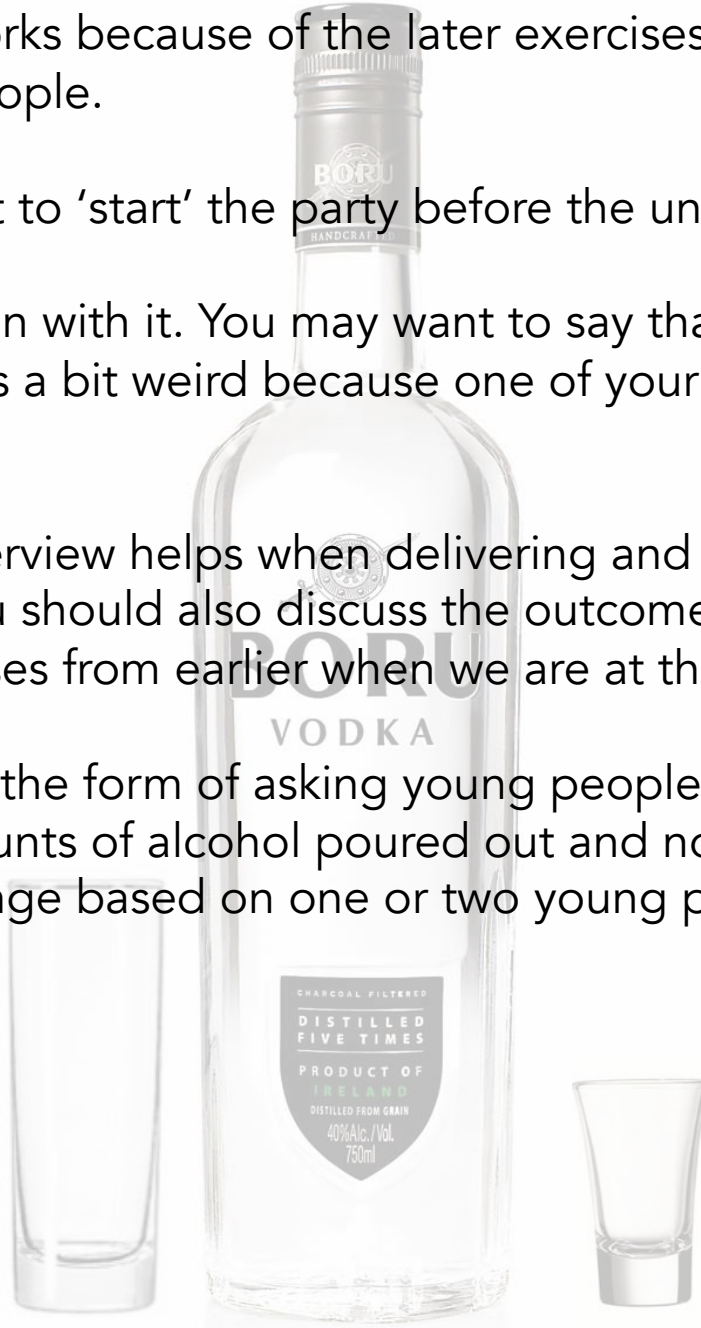 rks because of the later exercises
ople.
t to ‘start’ the party before the un
n with it. You may want to say tha
s a bit weird because one of your
erview helps when delivering and
u should also discuss the outcome
ses from earlier when we are at th
the form of asking young people
unts of alcohol poured out and no
nge based on one or two young p
BORU
HANDCRAFTED
BORU
VODKA
CHARCOAL FILTERED
DISTILLED
FIVE TIMES
PRODUCT OF
IRELAND
DISTILLED FROM GRAIN
40%Alc./Vol.
750ml